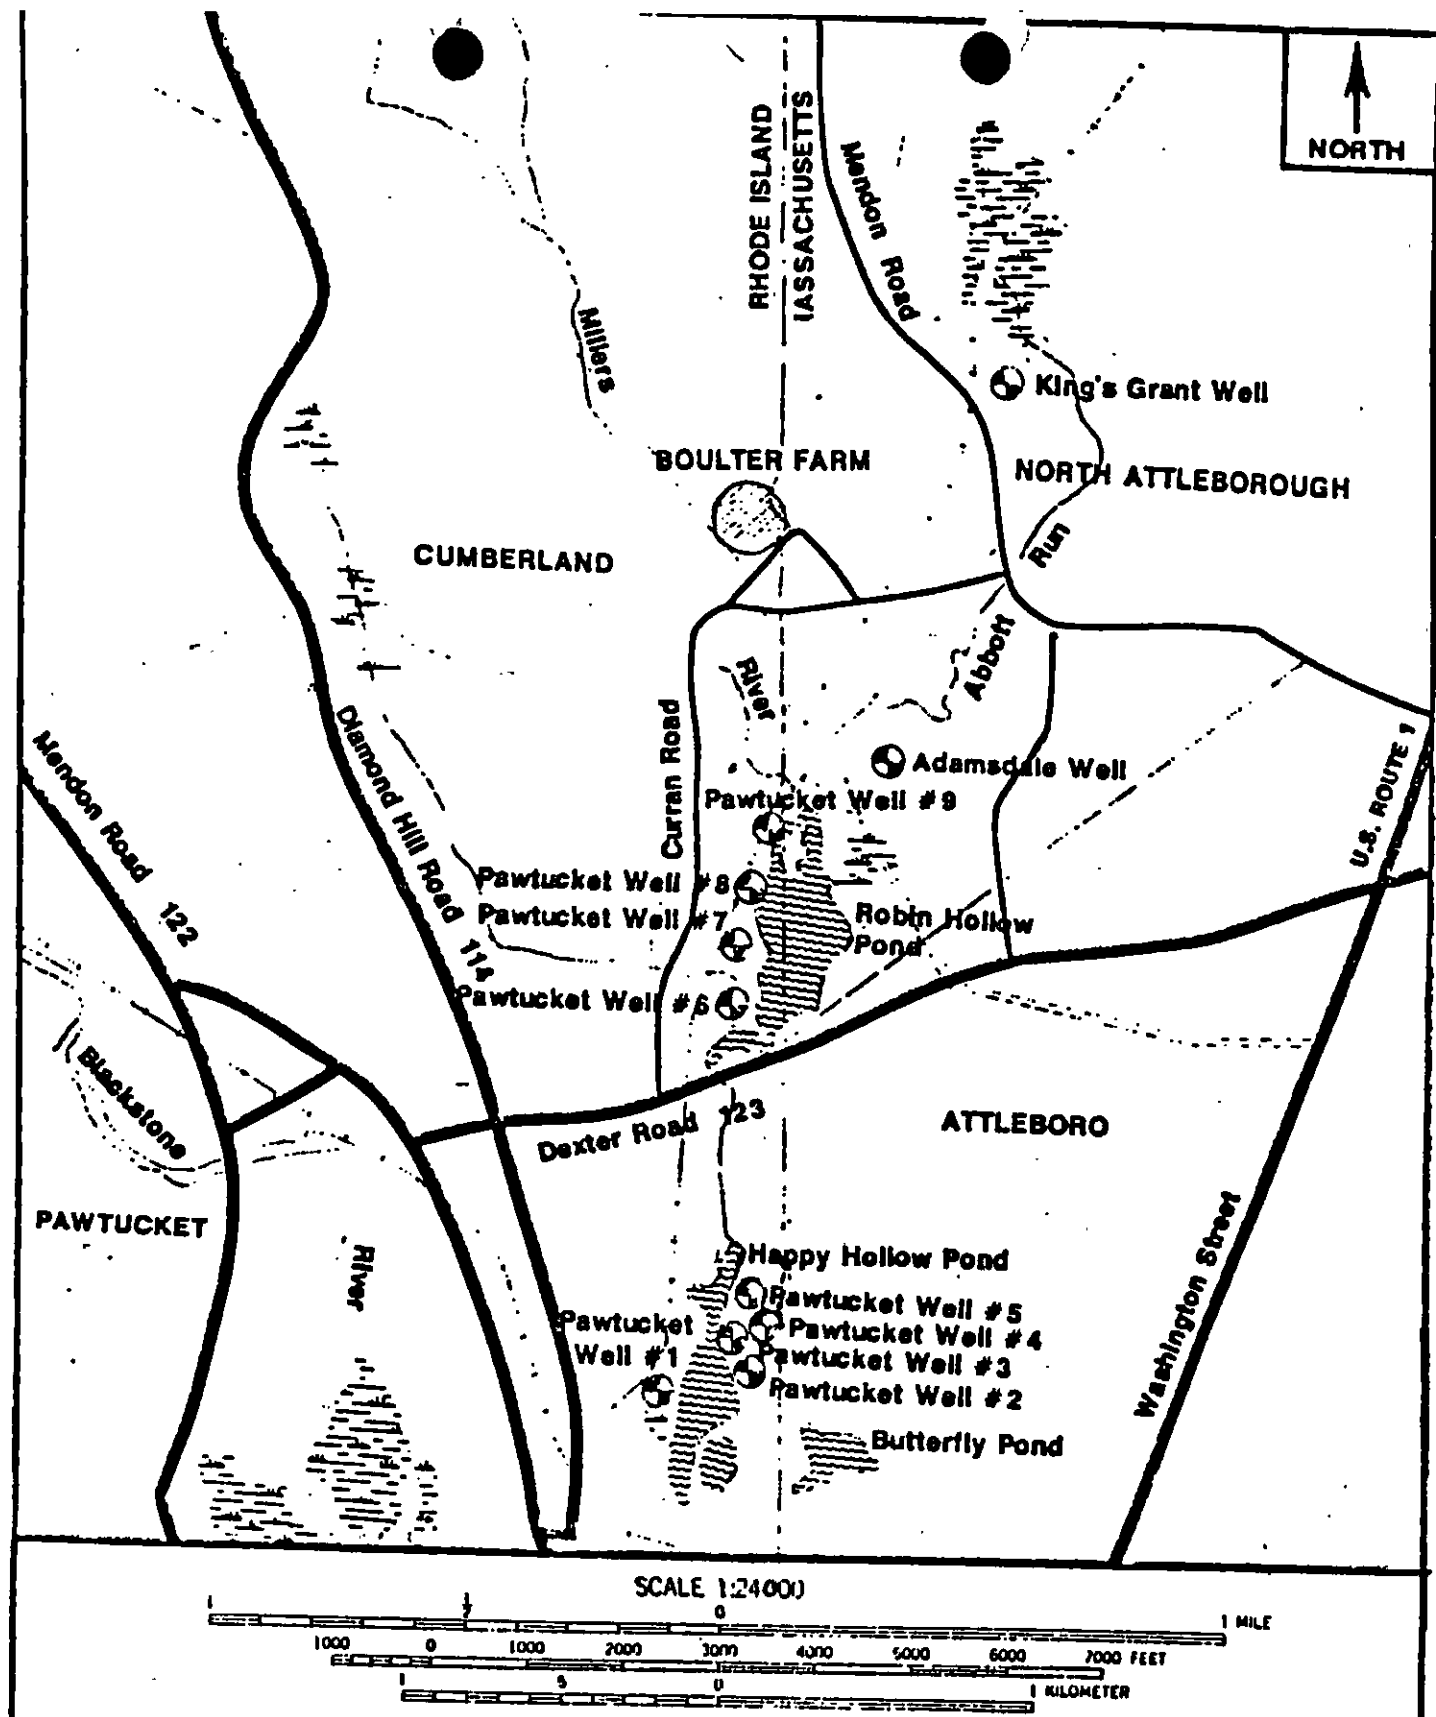 NORTH
RHODE ISLAND
IASSACHUSETTS
Mendon Road
Millers
King's Grant Well
BOULTER FARM
NORTH ATTLEBOROUGH
CUMBERLAND
Run
Abbott
River
Curran Road
Diamond Hill Road 114
Mendon Road 122
Adamsdale Well
U.S. ROUTE 1
Pawtucket Well #9
Pawtucket Well #8
Pawtucket Well #7
Robin Hollow
Pond
Pawtucket Well #6
Blackstone
Dexter Road 123
ATTLEBORO
PAWTUCKET
River
Happy Hollow Pond
Washington Street
Pawtucket Well #5
Pawtucket
Well #1
Pawtucket Well #4
Pawtucket Well #3
Pawtucket Well #2
Butterfly Pond
SCALE 1:24000
1 ½ 0 1 MILE
1000 0 1000 2000 3000 4000 5000 6000 7000 FEET
1 5 0 1 KILOMETER